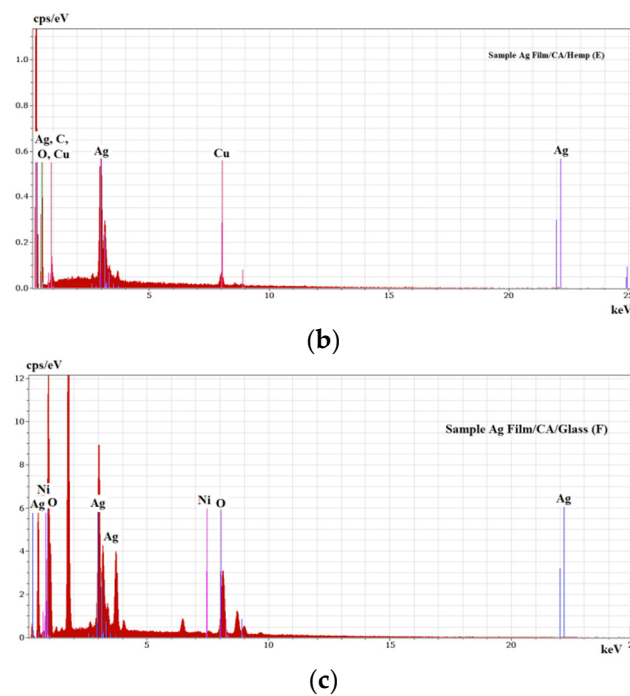 cps/eV
Sample Ag Film/CA/Hemp (E)
1.0
0.8
0.6
Ag, C,
O, Cu
Ag
Cu
Ag
0.4
0.2
0.0
5
10
15
20
25
keV
(b)
cps/eV
12
10
Sample Ag Film/CA/Glass (F)
8
6
Ni
Ag
O
Ag
Ni
O
Ag
Ag
4
2
0
5
10
15
20
keV
(c)